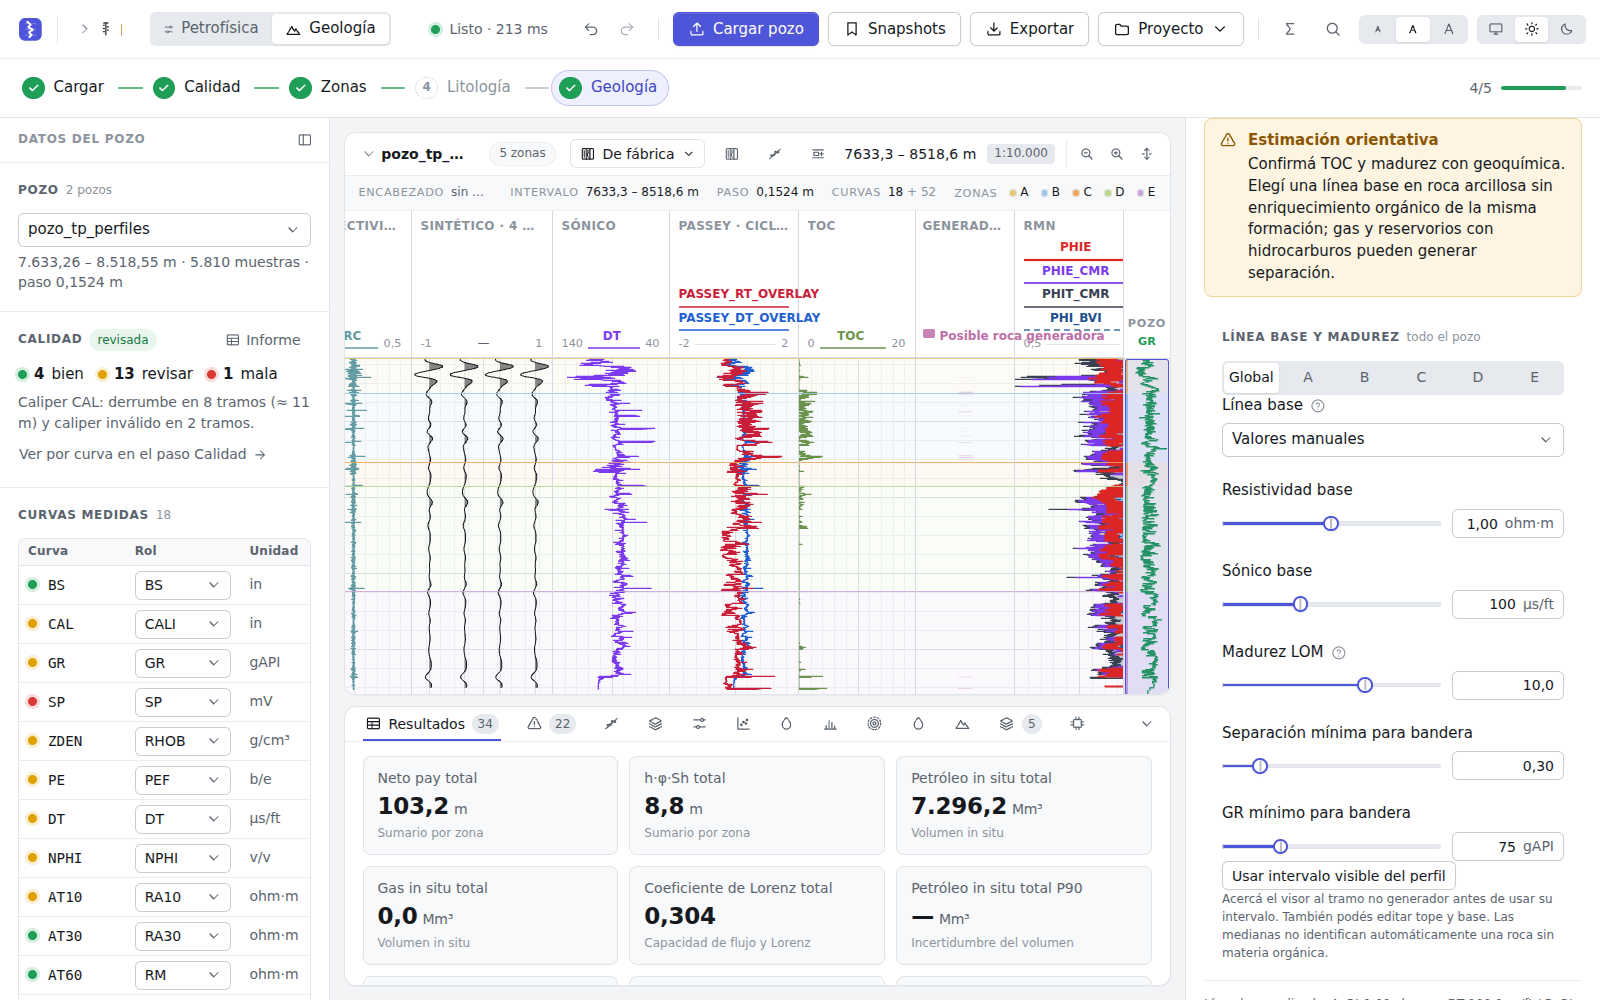 Petrofísica
Geología
Listo · 213 ms
Cargar pozo
Snapshots
Exportar
Proyecto
Cargar
Calidad
Zonas
4 Litología
Geología
4/5
DATOS DEL POZO
POZO 2 pozos
pozo_tp_perfiles
7.633,26 – 8.518,55 m · 5.810 muestras ·
paso 0,1524 m
CALIDAD revisada Informe
4 bien 13 revisar 1 mala
Caliper CAL: derrumbe en 8 tramos (≈ 11
m) y caliper inválido en 2 tramos.
Ver por curva en el paso Calidad →
CURVAS MEDIDAS 18
Curva Rol Unidad
BS BS in
CAL CALI in
GR GR gAPI
SP SP mV
ZDEN RHOB g/cm³
PE PEF b/e
DT DT µs/ft
NPHI NPHI v/v
AT10 RA10 ohm·m
AT30 RA30 ohm·m
AT60 RM ohm·m
pozo_tp_...
5 zonas
De fábrica
7633,3 – 8518,6 m
1:10.000
ENCABEZADO sin ... INTERVALO 7633,3 – 8518,6 m PASO 0,1524 m CURVAS 18 + 52 ZONAS A B C D E
ECTIVI... SINTÉTICO · 4 ... SÓNICO PASSEY · CICL... TOC GENERAD... RMN
PHIE
PHIE_CMR
PASSEY_RT_OVERLAY PHIT_CMR
PASSEY_DT_OVERLAY PHI_BVI
POZO
RC DT TOC Posible roca generadora
GR
0,5 -1 — 1 140 40 -2 2 0 20 0,5
Resultados 34
22
5
Neto pay total
103,2 m
Sumario por zona
h·φ·Sh total
8,8 m
Sumario por zona
Petróleo in situ total
7.296,2 Mm³
Volumen in situ
Gas in situ total
0,0 Mm³
Volumen in situ
Coeficiente de Lorenz total
0,304
Capacidad de flujo y Lorenz
Petróleo in situ total P90
— Mm³
Incertidumbre del volumen
Estimación orientativa
Confirmá TOC y madurez con geoquímica.
Elegí una línea base en roca arcillosa sin
enriquecimiento orgánico de la misma
formación; gas y reservorios con
hidrocarburos pueden generar
separación.
LÍNEA BASE Y MADUREZ todo el pozo
Global A B C D E
Línea base
Valores manuales
Resistividad base
1,00 ohm·m
Sónico base
100 µs/ft
Madurez LOM
10,0
Separación mínima para bandera
0,30
GR mínimo para bandera
75 gAPI
Usar intervalo visible del perfil
Acercá el visor al tramo no generador antes de usar su
intervalo. También podés editar tope y base. Las
medianas no identifican automáticamente una roca sin
materia orgánica.